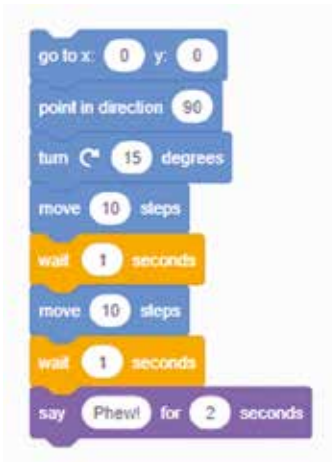 go to x: 0 y: 0
point in direction 90
turn 15 degrees
move 10 steps
wait 1 seconds
move 10 steps
wait 1 seconds
say Phew! for 2 seconds